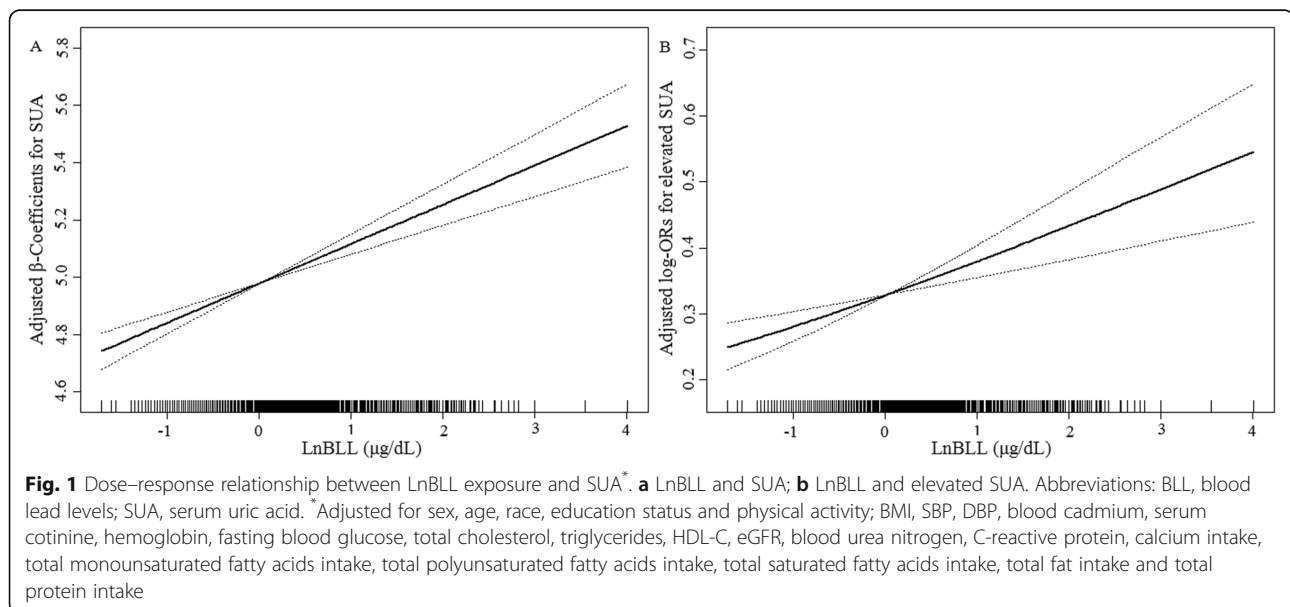 A
B
Adjusted β-Coefficients for SUA
4.6 4.8 5.0 5.2 5.4 5.6 5.8
-1 0 1 2 3 4
LnBLL (µg/dL)
Adjusted log-ORs for elevated SUA
0.2 0.3 0.4 0.5 0.6 0.7
-1 0 1 2 3 4
LnBLL (µg/dL)
Fig. 1 Dose–response relationship between LnBLL exposure and SUA*. a LnBLL and SUA; b LnBLL and elevated SUA. Abbreviations: BLL, blood
lead levels; SUA, serum uric acid. *Adjusted for sex, age, race, education status and physical activity; BMI, SBP, DBP, blood cadmium, serum
cotinine, hemoglobin, fasting blood glucose, total cholesterol, triglycerides, HDL-C, eGFR, blood urea nitrogen, C-reactive protein, calcium intake,
total monounsaturated fatty acids intake, total polyunsaturated fatty acids intake, total saturated fatty acids intake, total fat intake and total
protein intake